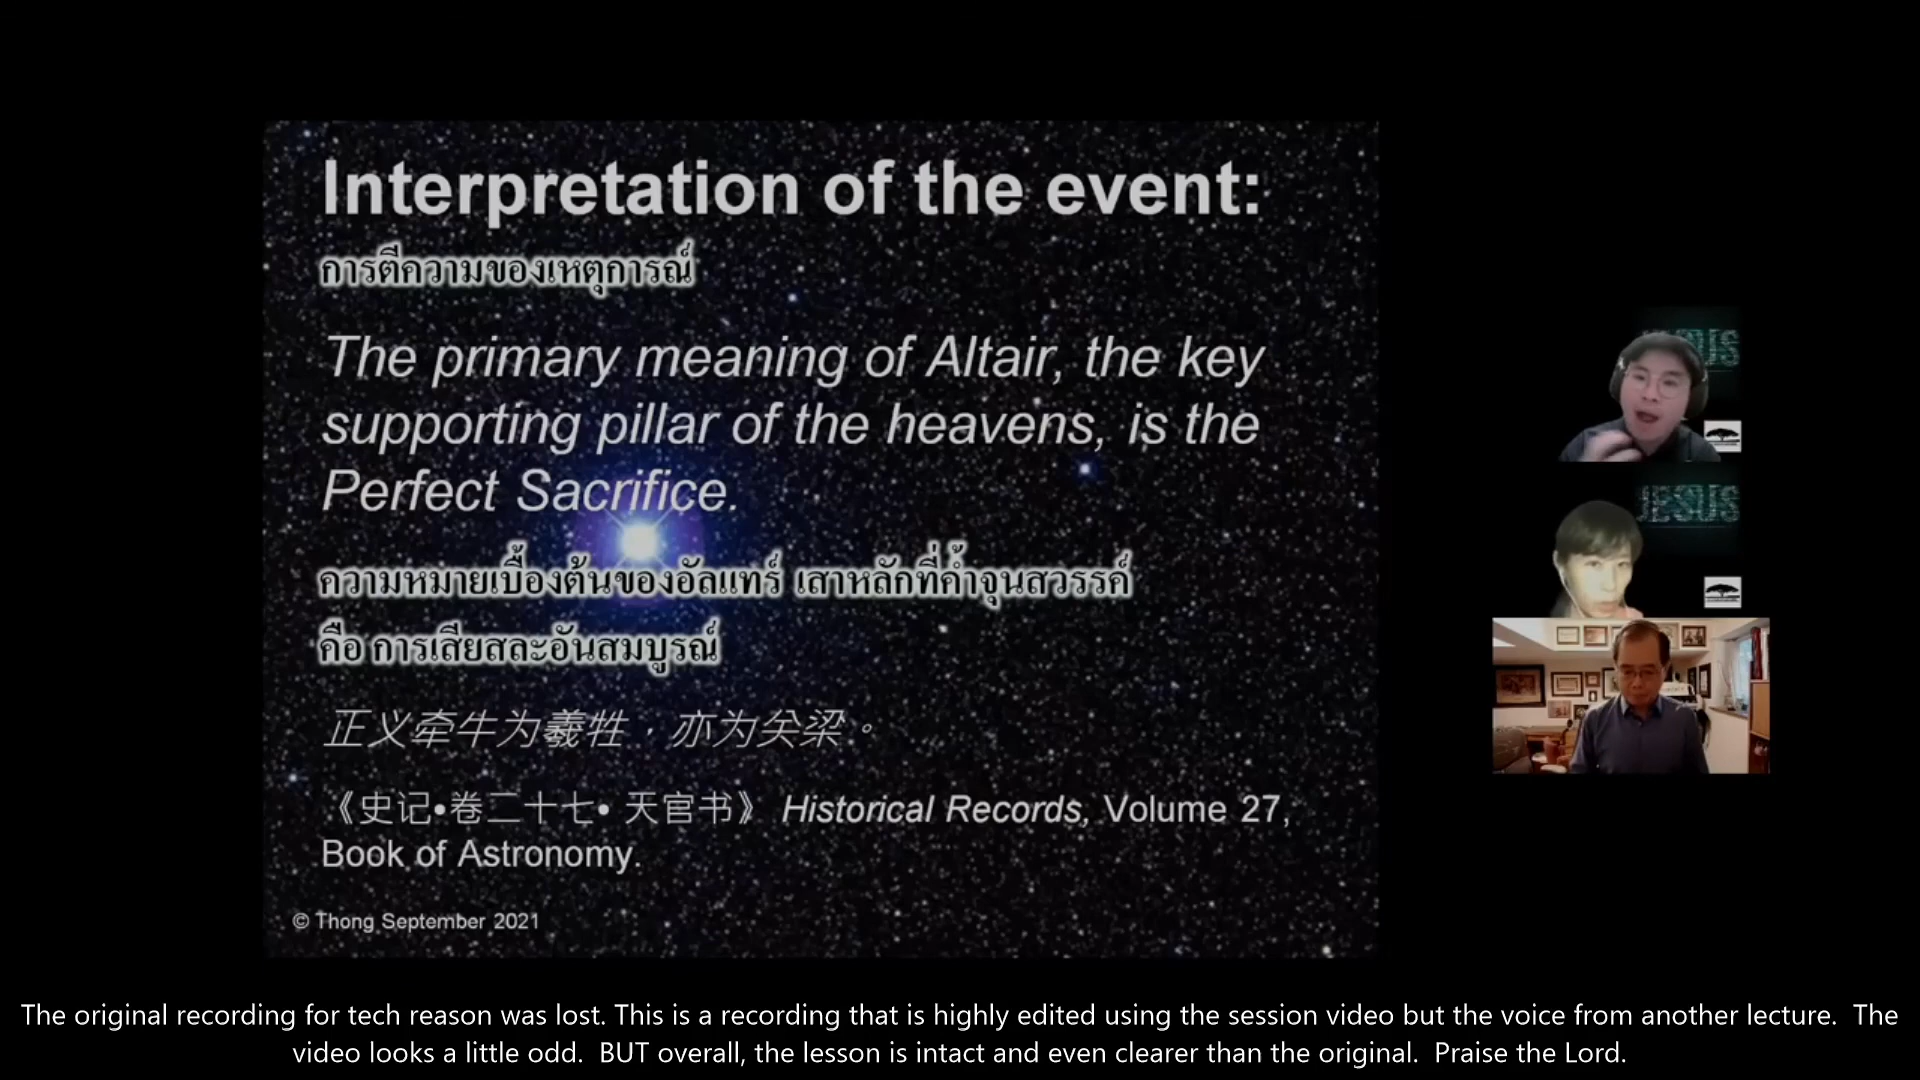 Interpretation of the event:
การตีความของเหตุการณ์
The primary meaning of Altair, the key
supporting pillar of the heavens, is the
Perfect Sacrifice.
ความหมายเบื้องต้นของอัลแทร์ เสาหลักที่ค้ำจุนสวรรค์
คือ การเสียสละอันสมบูรณ์
正义牵牛为羲牲，亦为关梁。
《史记•卷二十七• 天官书》 Historical Records, Volume 27,
Book of Astronomy.
© Thong September 2021
JESUS
The original recording for tech reason was lost. This is a recording that is highly edited using the session video but the voice from another lecture.  The
video looks a little odd.  BUT overall, the lesson is intact and even clearer than the original.  Praise the Lord.